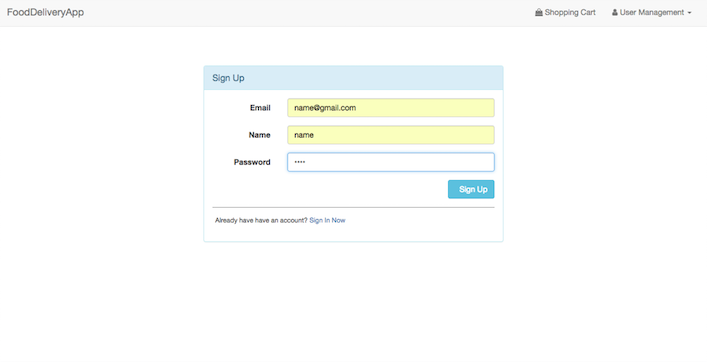 FoodDeliveryApp Shopping Cart User Management
Sign Up
Email name@gmail.com
Name name
Password ••••
Sign Up
Already have have an account? Sign In Now